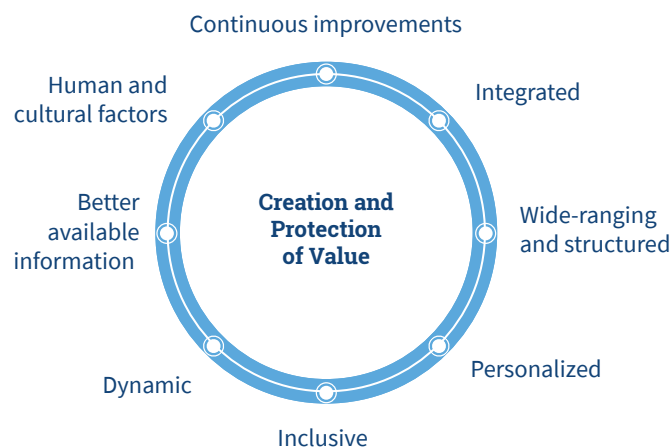 Continuous improvements
Human and
cultural factors
Integrated
Better
available
information
Creation and
Protection
of Value
Wide-ranging
and structured
Dynamic
Personalized
Inclusive